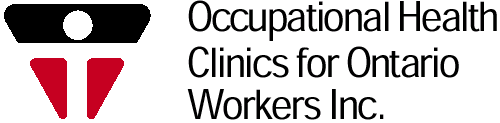 Occupational Health
Clinics for Ontario
Workers Inc.